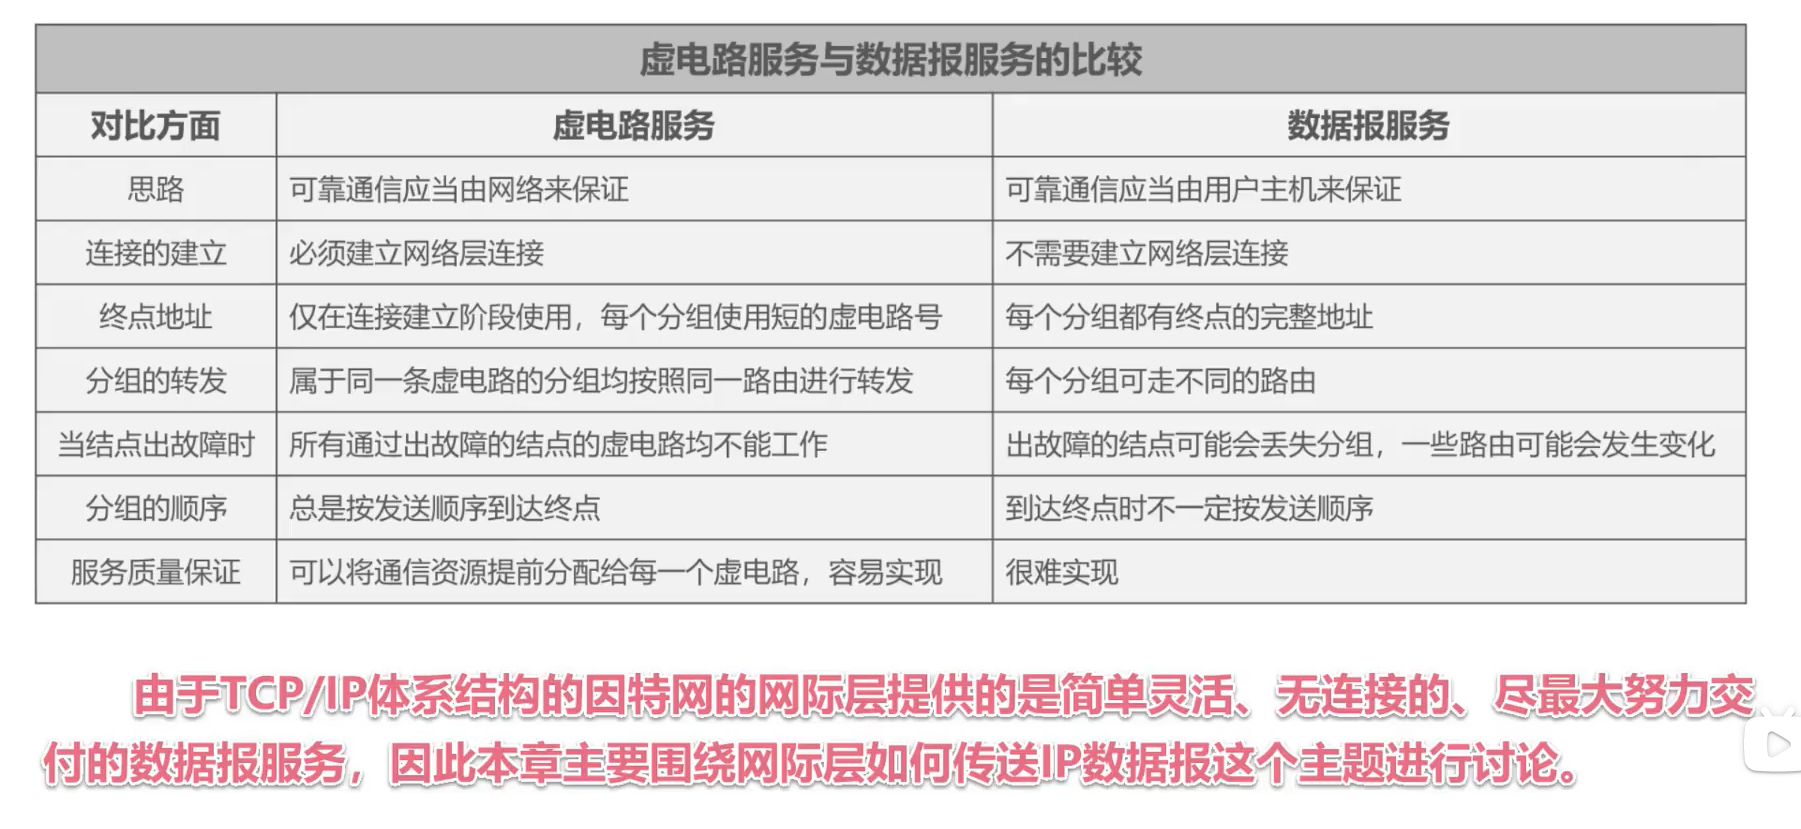 虚电路服务与数据报服务的比较
对比方面 虚电路服务 数据报服务
思路 可靠通信应当由网络来保证 可靠通信应当由用户主机来保证
连接的建立 必须建立网络层连接 不需要建立网络层连接
终点地址 仅在连接建立阶段使用，每个分组使用短的虚电路号 每个分组都有终点的完整地址
分组的转发 属于同一条虚电路的分组均按照同一路由进行转发 每个分组可走不同的路由
当结点出故障时 所有通过出故障的结点的虚电路均不能工作 出故障的结点可能会丢失分组，一些路由可能会发生变化
分组的顺序 总是按发送顺序到达终点 到达终点时不一定按发送顺序
服务质量保证 可以将通信资源提前分配给每一个虚电路，容易实现 很难实现
由于TCP/IP体系结构的因特网的网际层提供的是简单灵活、无连接的、尽最大努力交
付的数据报服务，因此本章主要围绕网际层如何传送IP数据报这个主题进行讨论。